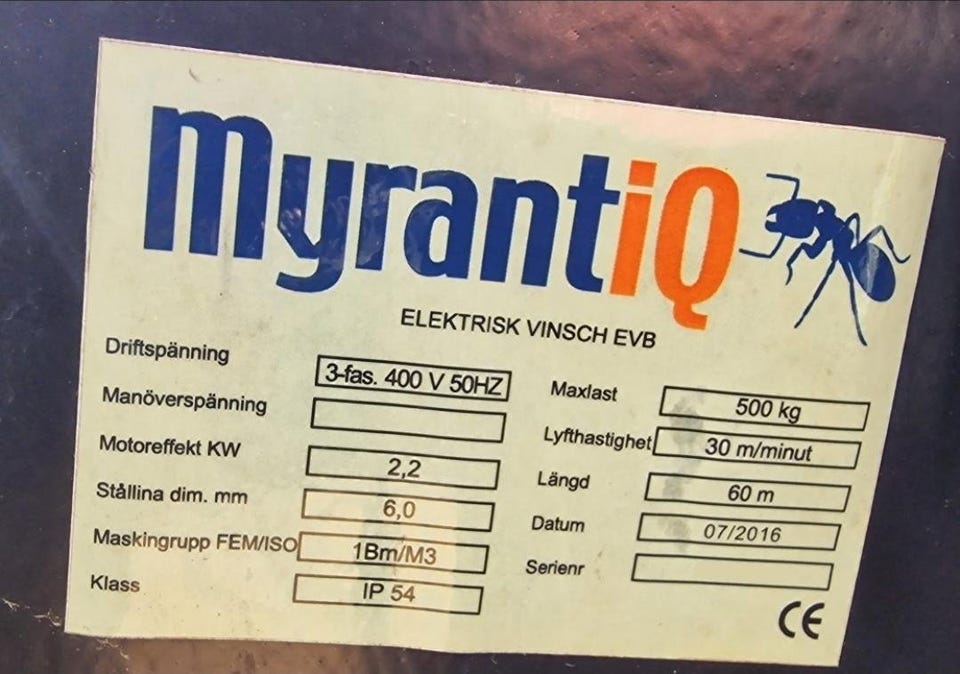 myrantiQ
ELEKTRISK VINSCH EVB
Driftspänning 3-fas. 400 V 50HZ
Manöverspänning
Motoreffekt KW 2,2
Stållina dim. mm 6,0
Maskingrupp FEM/ISO 1Bm/M3
Klass IP 54
Maxlast 500 kg
Lyfthastighet 30 m/minut
Längd 60 m
Datum 07/2016
Serienr
CE